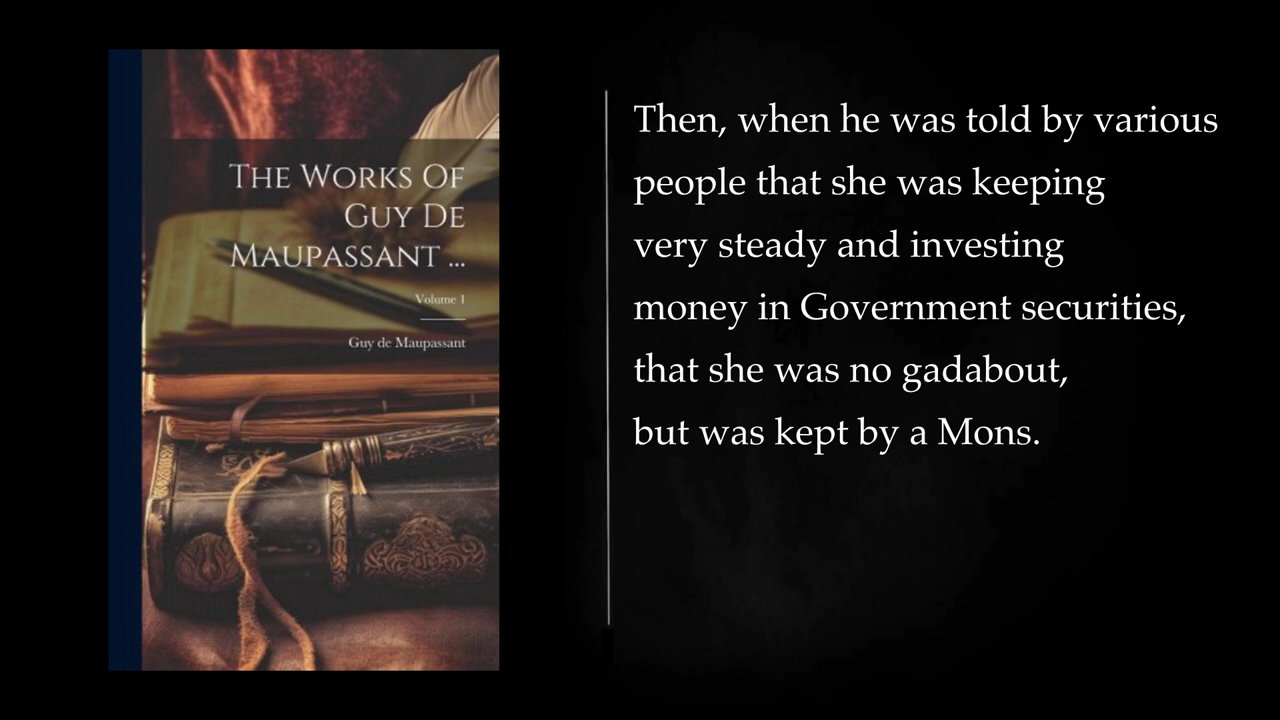 The Works Of
Guy De
Maupassant ...
Volume 1
Guy de Maupassant
Then, when he was told by various
people that she was keeping
very steady and investing
money in Government securities,
that she was no gadabout,
but was kept by a Mons.